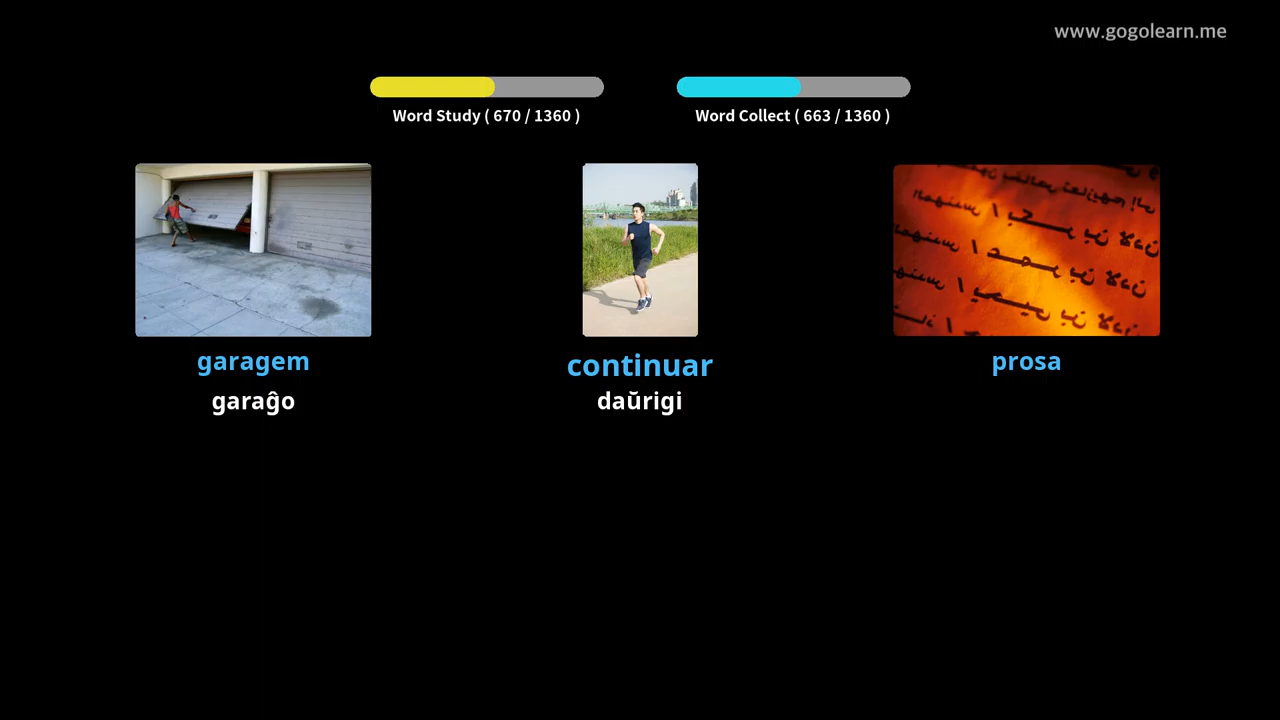 www.gogolearn.me
Word Study ( 670 / 1360 )
Word Collect ( 663 / 1360 )
garagem
garaĝo
continuar
daŭrigi
prosa